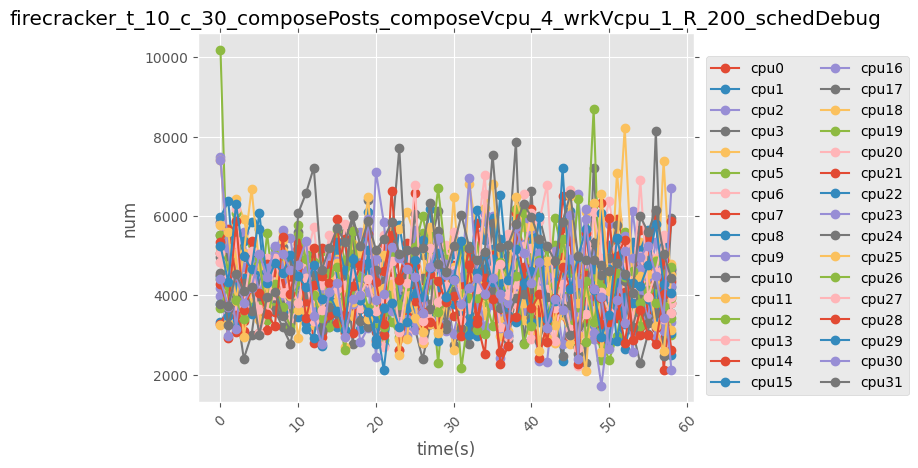 firecracker_t_10_c_30_composePosts_composeVcpu_4_wrkVcpu_1_R_200_schedDebug
10000
8000
6000
4000
2000
num
0
10
20
30
40
50
60
time(s)
cpu0
cpu1
cpu2
cpu3
cpu4
cpu5
cpu6
cpu7
cpu8
cpu9
cpu10
cpu11
cpu12
cpu13
cpu14
cpu15
cpu16
cpu17
cpu18
cpu19
cpu20
cpu21
cpu22
cpu23
cpu24
cpu25
cpu26
cpu27
cpu28
cpu29
cpu30
cpu31